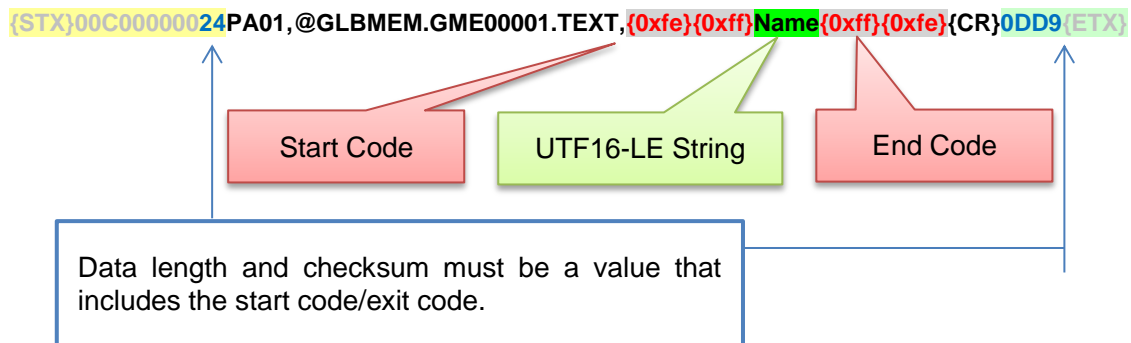 {STX}00C00000024PA01,@GLBMEM.GME00001.TEXT,{0xfe}{0xff}Name{0xff}{0xfe}{CR}0DD9{ETX}
Start Code
UTF16-LE String
End Code
Data length and checksum must be a value that
includes the start code/exit code.